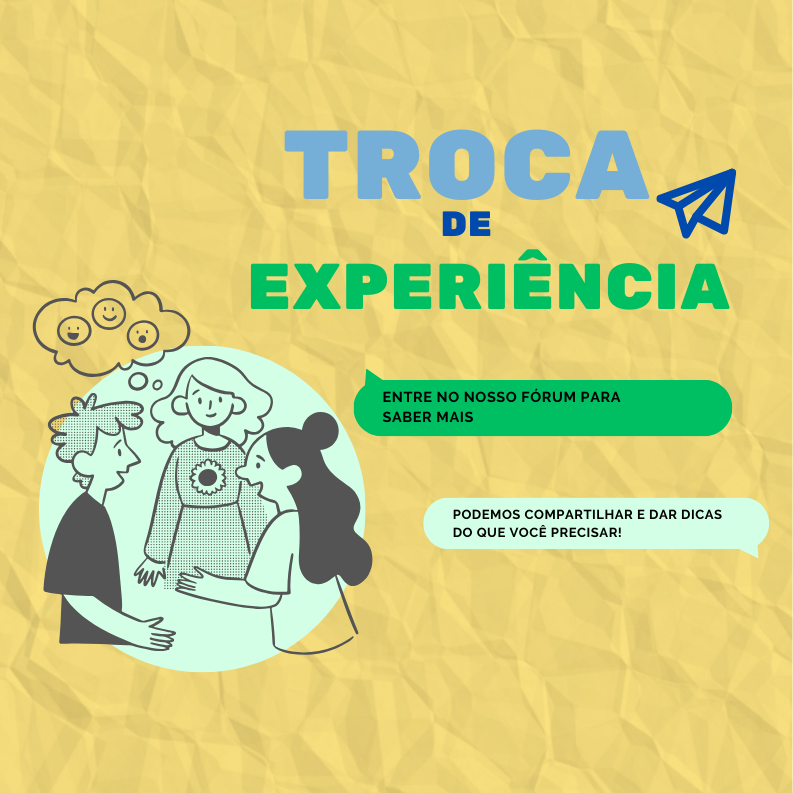 TROCA
DE
EXPERIÊNCIA
ENTRE NO NOSSO FÓRUM PARA
SABER MAIS
PODEMOS COMPARTILHAR E DAR DICAS
DO QUE VOCÊ PRECISAR!